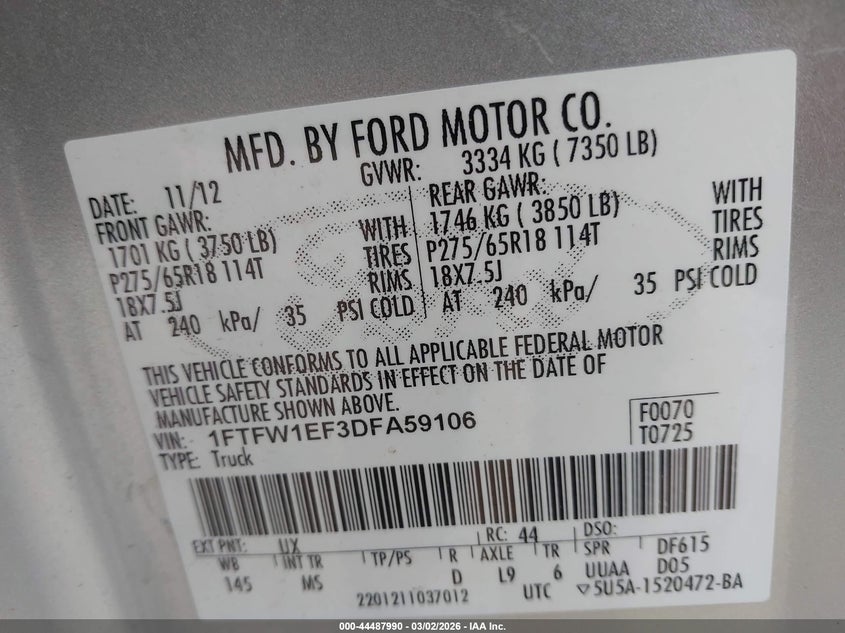 MFD. BY FORD MOTOR CO.
DATE: 11/12 GVWR: 3334 KG ( 7350 LB)
FRONT GAWR: REAR GAWR:
1701 KG ( 3750 LB) WITH 1746 KG ( 3850 LB) WITH
P275/65R18 114T TIRES P275/65R18 114T TIRES
18X7.5J RIMS 18X7.5J RIMS
AT 240 kPa/ 35 PSI COLD AT 240 kPa/ 35 PSI COLD
THIS VEHICLE CONFORMS TO ALL APPLICABLE FEDERAL MOTOR
VEHICLE SAFETY STANDARDS IN EFFECT ON THE DATE OF
MANUFACTURE SHOWN ABOVE.
VIN: 1FTFW1EF3DFA59106 F0070
TYPE: Truck T0725
EXT PNT: UX RC: 44 DSO:
WB INT TR TP/PS R AXLE TR SPR DF615
145 MS D L9 6 UUAA D05
2201211037012 UTC ▽5U5A-1520472-BA
000-44487990 - 03/02/2026 - IAA Inc.